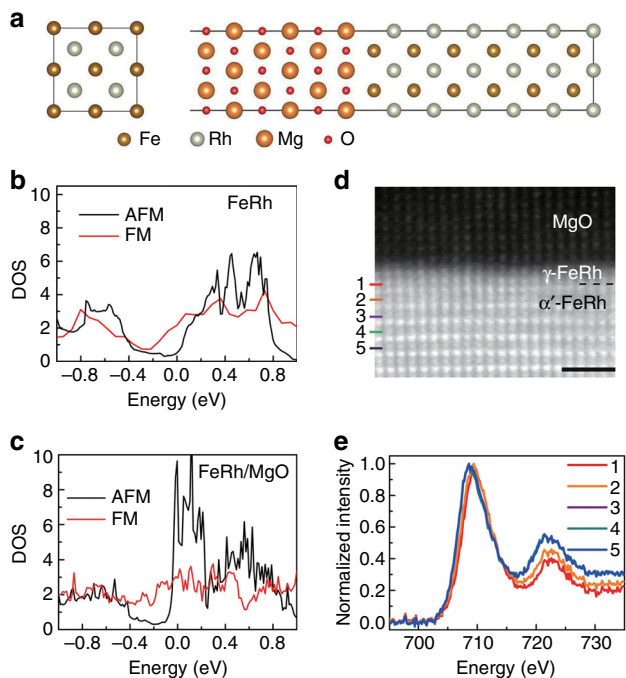 a
Fe Rh Mg O
b
10
8
6
4
2
0
DOS
AFM
FM
FeRh
−0.8 −0.4 0.0 0.4 0.8
Energy (eV)
c
10
8
6
4
2
0
DOS
AFM
FM
FeRh/MgO
−0.8 −0.4 0.0 0.4 0.8
Energy (eV)
d
MgO
γ-FeRh
α′-FeRh
1
2
3
4
5
e
Normalized intensity
1.0
0.8
0.6
0.4
0.2
0.0
1
2
3
4
5
700 710 720 730
Energy (eV)